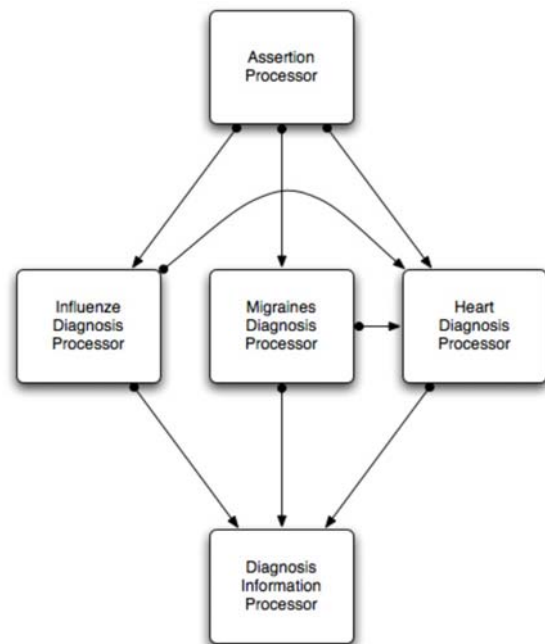 Assertion
Processor
Influenze
Diagnosis
Processor
Migraines
Diagnosis
Processor
Heart
Diagnosis
Processor
Diagnosis
Information
Processor